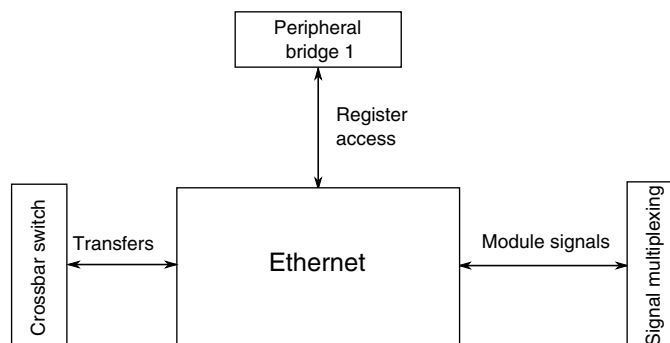 Peripheral
bridge 1
Register
access
Crossbar switch
Transfers
Ethernet
Module signals
Signal multiplexing